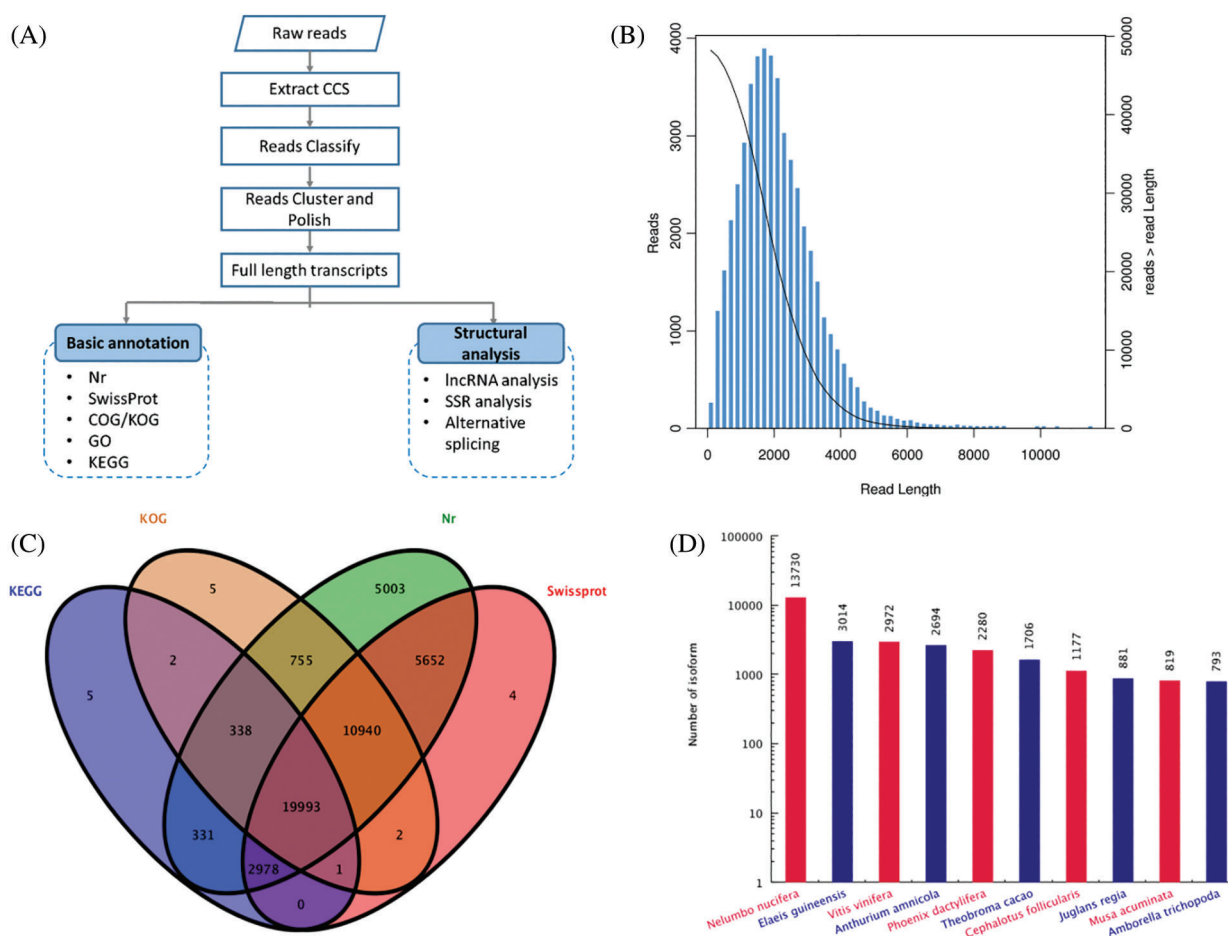 (A)
Raw reads
Extract CCS
Reads Classify
Reads Cluster and
Polish
Full length transcripts
Basic annotation
• Nr
• SwissProt
• COG/KOG
• GO
• KEGG
Structural
analysis
• lncRNA analysis
• SSR analysis
• Alternative
splicing
(B)
Reads
0
1000
2000
3000
4000
0
2000
4000
6000
8000
10000
Read Length
0
10000
20000
30000
40000
50000
reads > read Length
(C)
KOG
Nr
KEGG
Swissprot
5
5003
2
755
5652
5
4
338
10940
19993
331
2
2978
1
0
(D)
Number of isoform
100000
10000
1000
100
10
1
13730
3014
2972
2694
2280
1706
1177
881
819
793
Nelumbo nucifera
Elaeis guineensis
Vitis vinifera
Anthurium amnicola
Phoenix dactylifera
Theobroma cacao
Cephalotus follicularis
Juglans regia
Musa acuminata
Amborella trichopoda